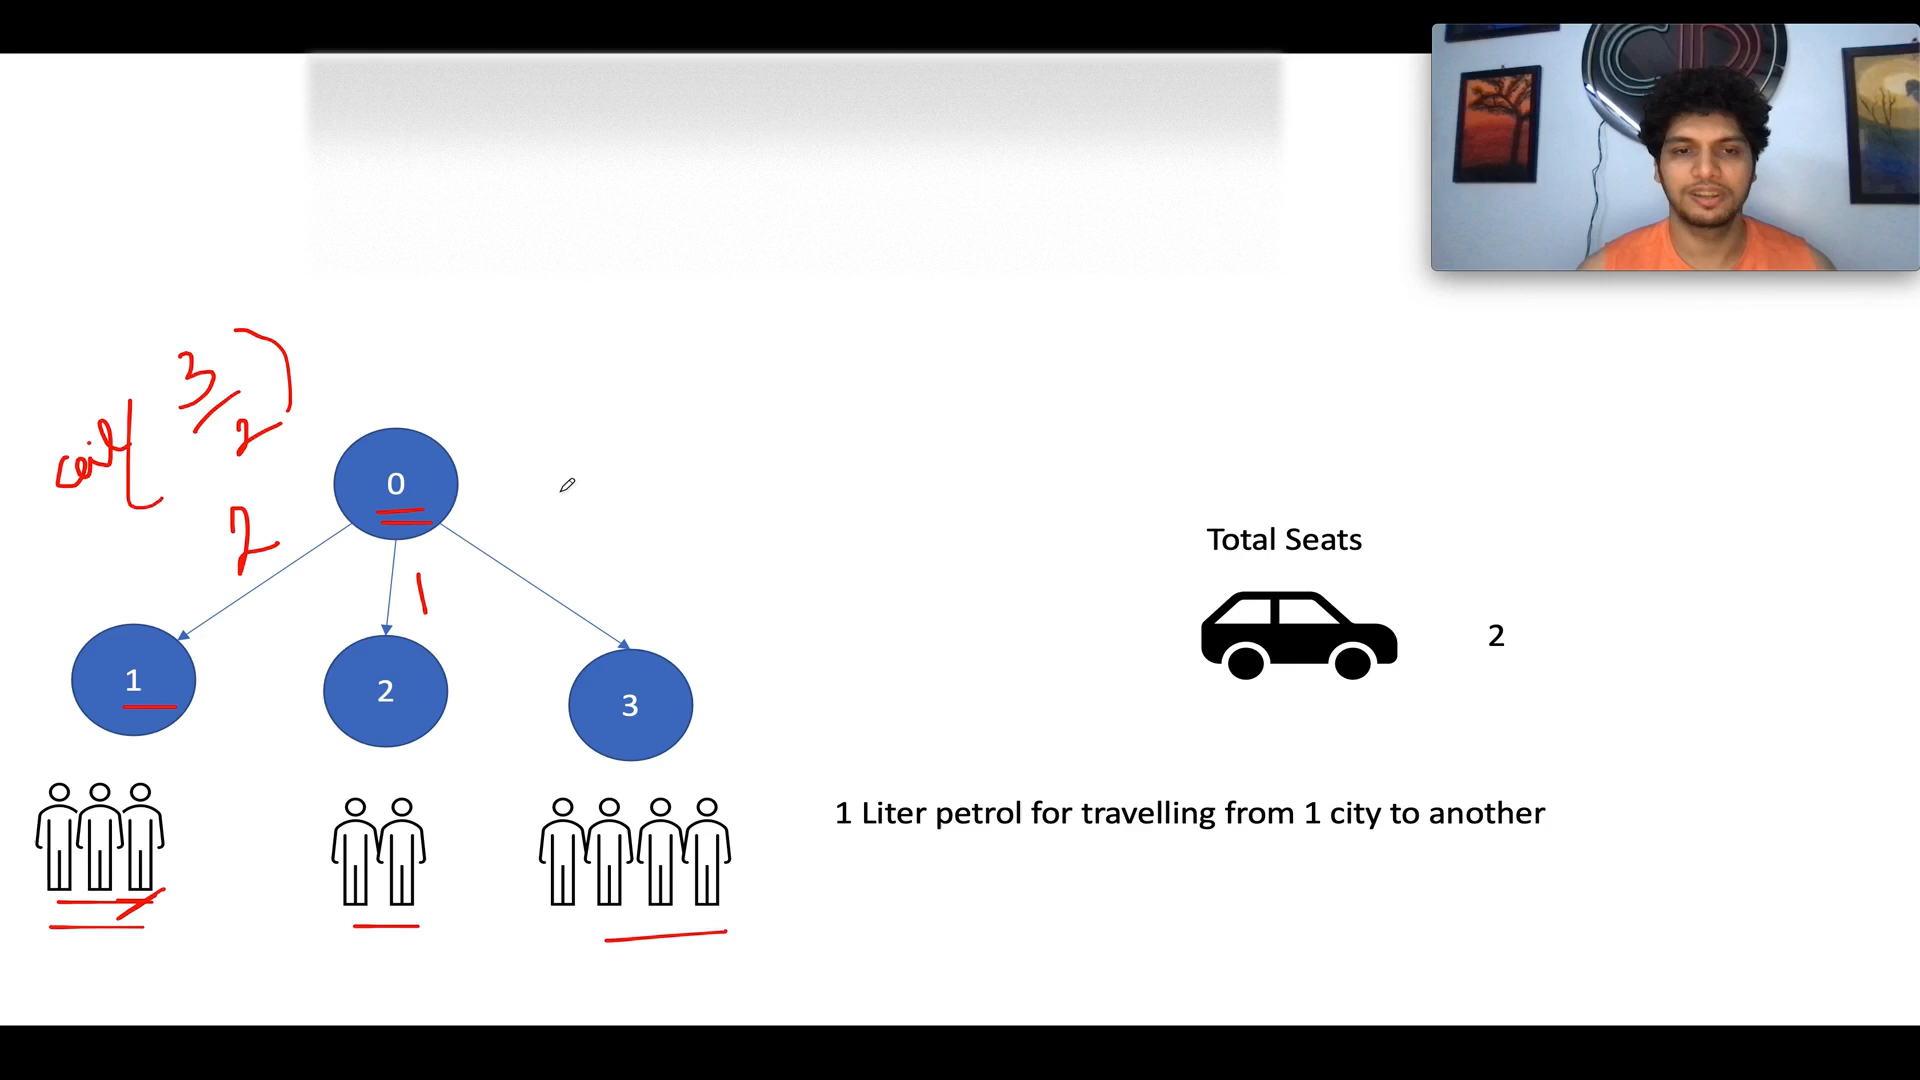 ceil(3/2)
0
2
1
1
2
3
Total Seats
2
1 Liter petrol for travelling from 1 city to another